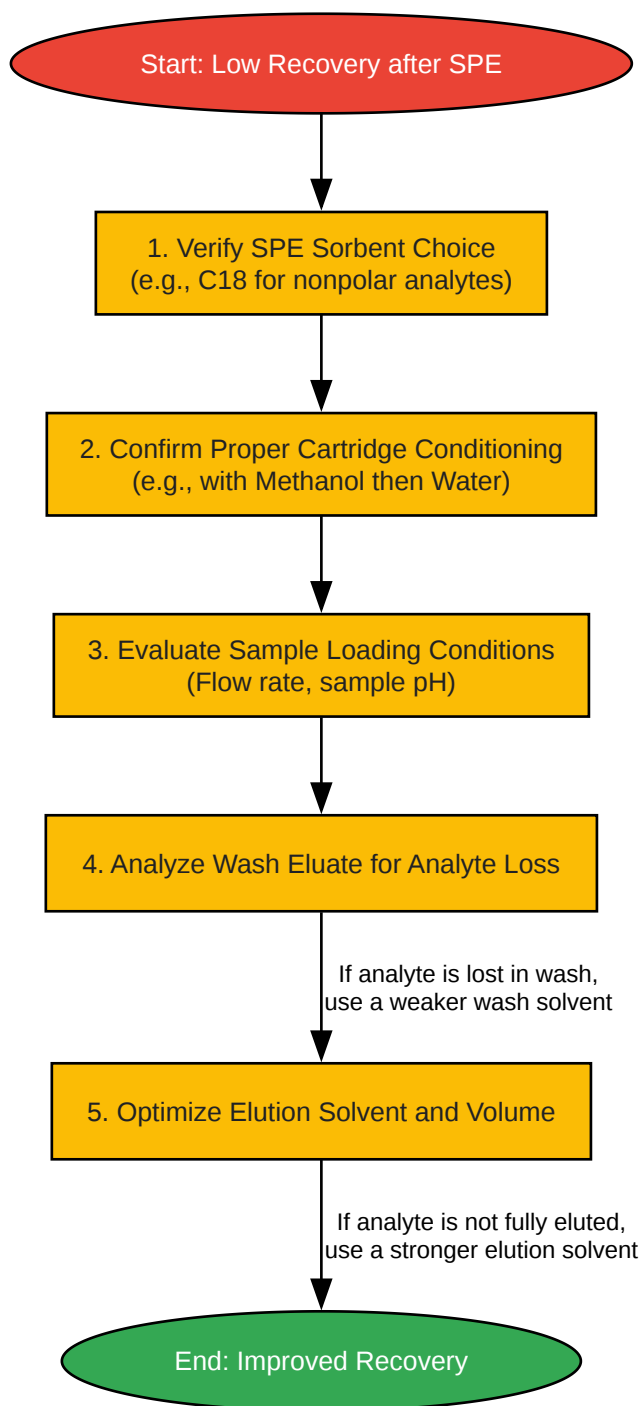 Start: Low Recovery after SPE
1. Verify SPE Sorbent Choice
(e.g., C18 for nonpolar analytes)
2. Confirm Proper Cartridge Conditioning
(e.g., with Methanol then Water)
3. Evaluate Sample Loading Conditions
(Flow rate, sample pH)
4. Analyze Wash Eluate for Analyte Loss
If analyte is lost in wash,
use a weaker wash solvent
5. Optimize Elution Solvent and Volume
If analyte is not fully eluted,
use a stronger elution solvent
End: Improved Recovery